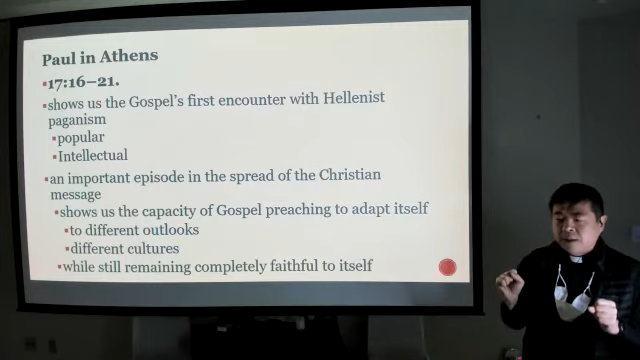 Paul in Athens
▪17:16–21.
▪shows us the Gospel's first encounter with Hellenist
paganism
▪popular
▪Intellectual
▪an important episode in the spread of the Christian
message
▪shows us the capacity of Gospel preaching to adapt itself
▪to different outlooks
▪different cultures
▪while still remaining completely faithful to itself